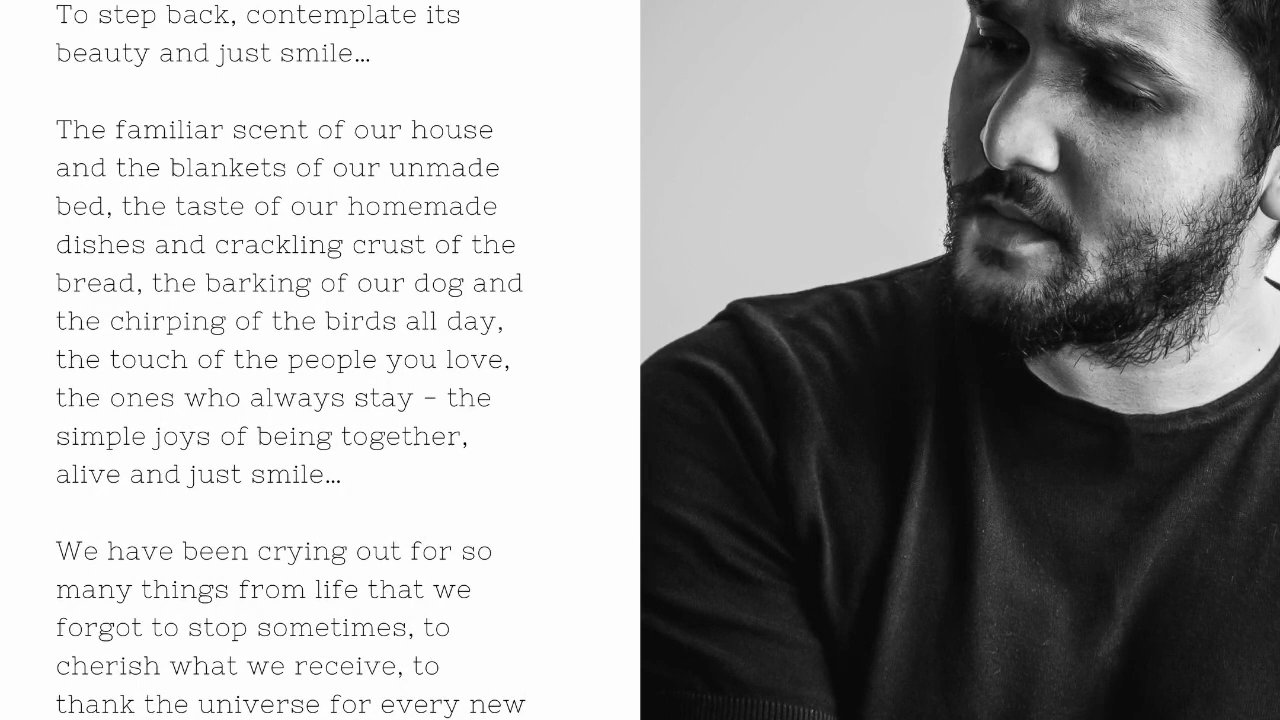 To step back, contemplate its
beauty and just smile…
The familiar scent of our house
and the blankets of our unmade
bed, the taste of our homemade
dishes and crackling crust of the
bread, the barking of our dog and
the chirping of the birds all day,
the touch of the people you love,
the ones who always stay – the
simple joys of being together,
alive and just smile…
We have been crying out for so
many things from life that we
forgot to stop sometimes, to
cherish what we receive, to
thank the universe for every new